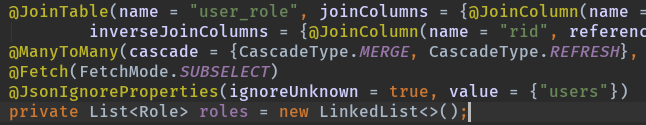 @JoinTable(name = "user_role", joinColumns = {@JoinColumn(name =
inverseJoinColumns = {@JoinColumn(name = "rid", referenc
@ManyToMany(cascade = {CascadeType.MERGE, CascadeType.REFRESH},
@Fetch(FetchMode.SUBSELECT)
@JsonIgnoreProperties(ignoreUnknown = true, value = {"users"})
private List<Role> roles = new LinkedList<>();